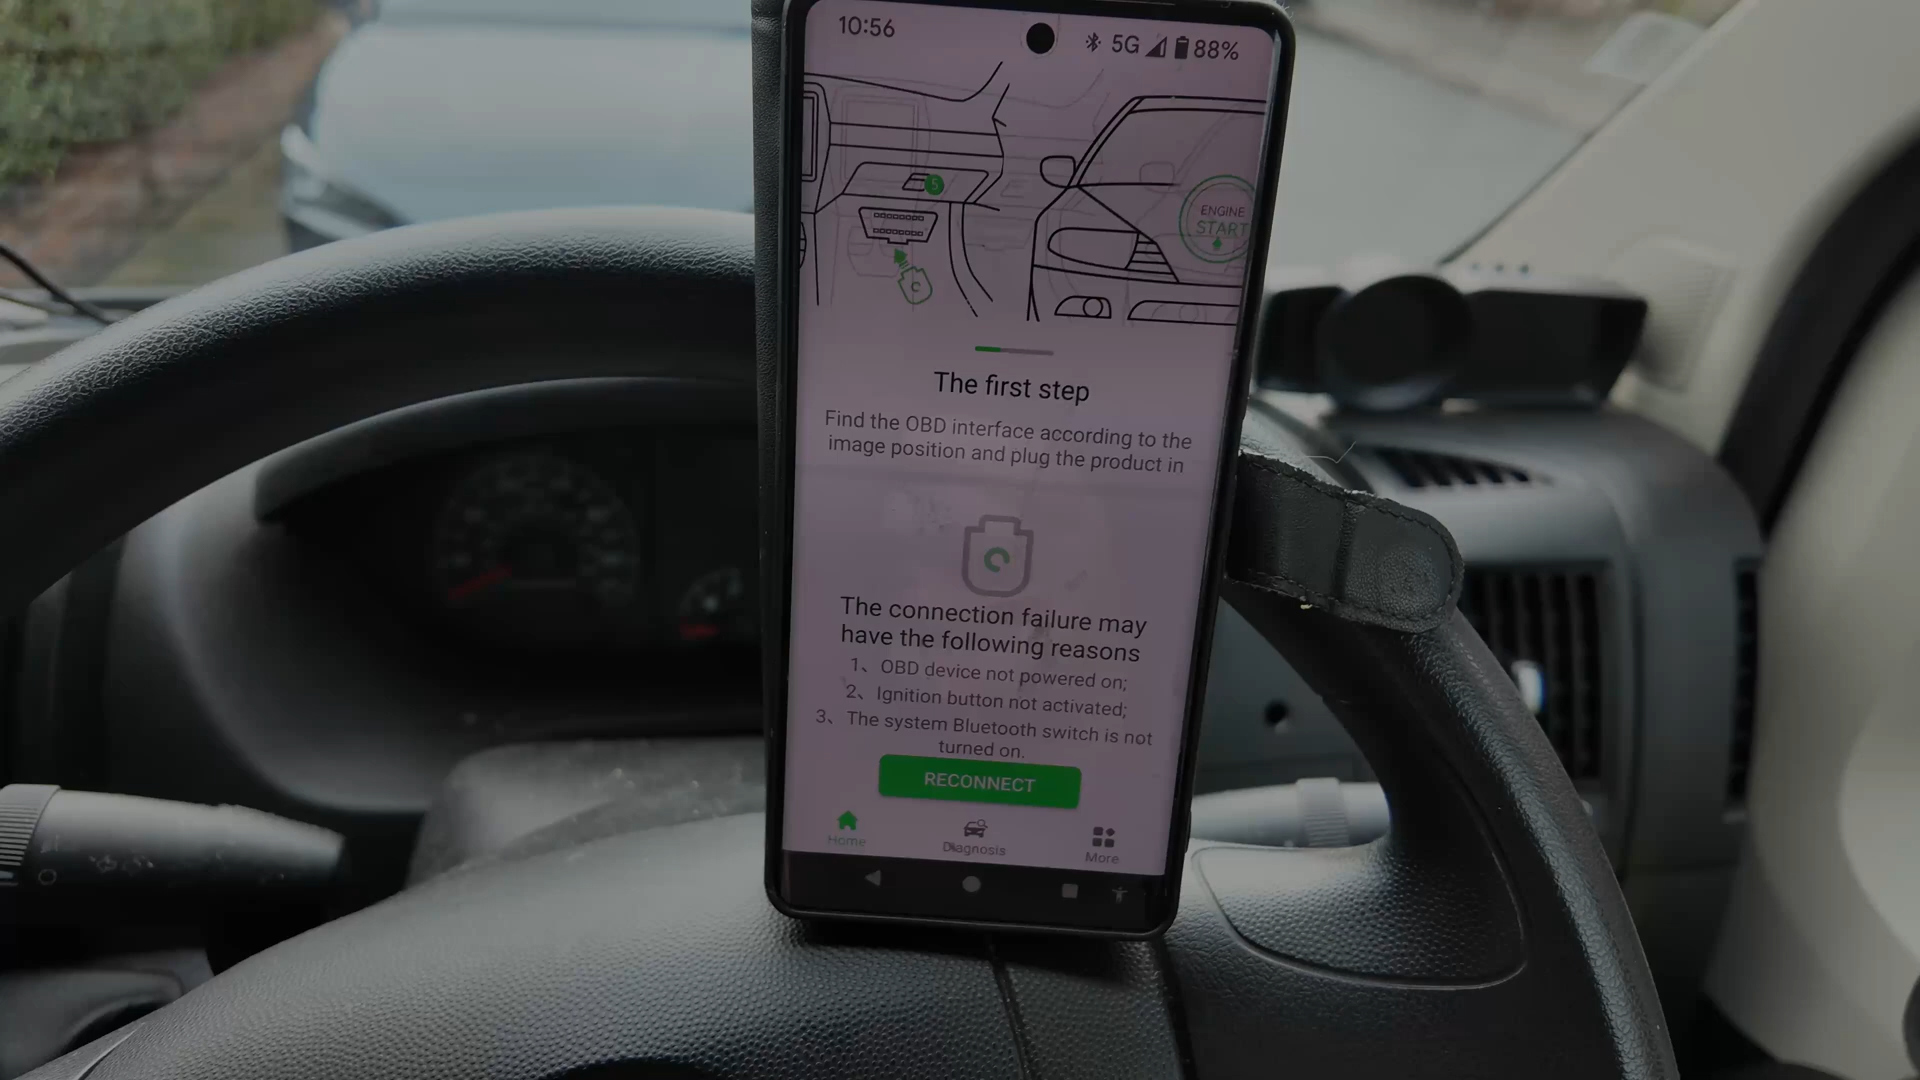 10:56
5G 88%
5
ENGINE
START
C
The first step
Find the OBD interface according to the
image position and plug the product in
The connection failure may
have the following reasons
1、 OBD device not powered on;
2、 Ignition button not activated;
3、 The system Bluetooth switch is not
turned on.
RECONNECT
Home
Diagnosis
More